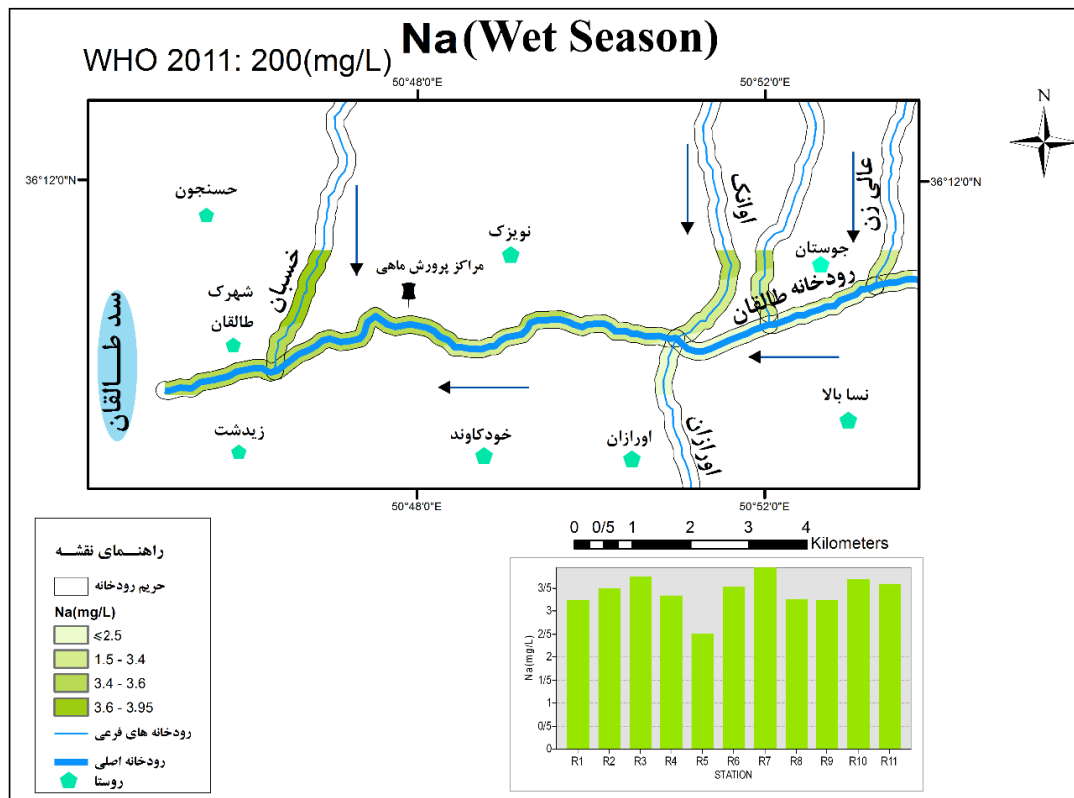 Na (Wet Season)
WHO 2011: 200(mg/L)
50°48'0"E
50°52'0"E
N
36°12'0"N
36°12'0"N
حسنجون
نویزک
اوانک
عالی زن
جوستان
خسبان
مراکز پرورش ماهی
رودخانه طالقان
شهرک
طالقان
سد طــالقان
نسا بالا
زیدشت
خودکاوند
اورازان
اورازان
50°48'0"E
50°52'0"E
راهنــمای نقشــه
حریم رودخانه
Na(mg/L)
⩽2.5
1.5 - 3.4
3.4 - 3.6
3.6 - 3.95
رودخانه های فرعی
رودخانه اصلی
روستا
0 0/5 1 2 3 4
Kilometers
Na(mg/L)
3/5
3
2/5
2
1/5
1
0/5
0
R1 R2 R3 R4 R5 R6 R7 R8 R9 R10 R11
STATION